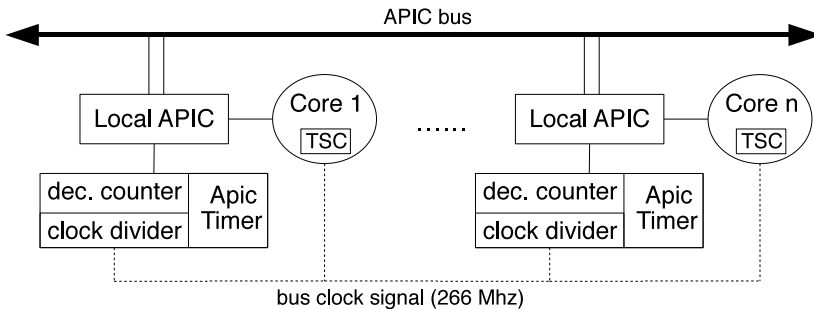 APIC bus
Local APIC
Core 1
TSC
......
Local APIC
Core n
TSC
dec. counter
clock divider
Apic
Timer
dec. counter
clock divider
Apic
Timer
bus clock signal (266 Mhz)